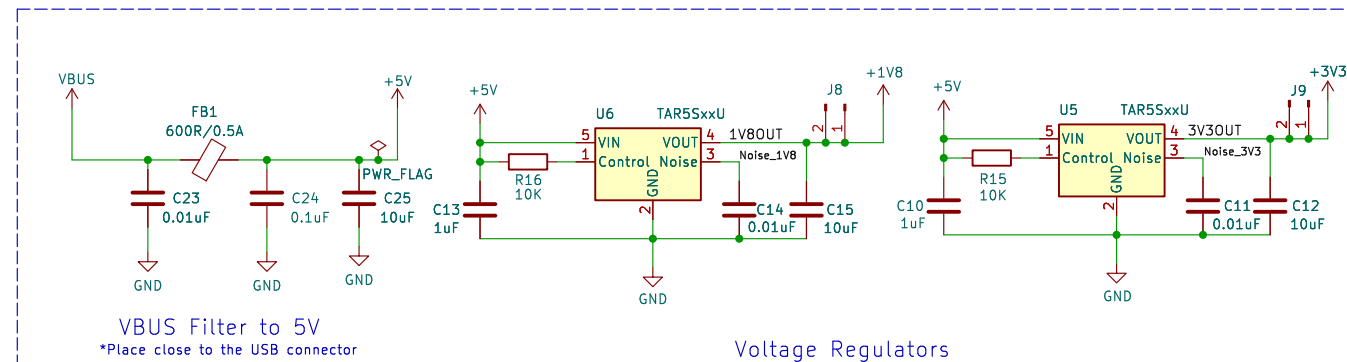 VBUS
+5V
FB1
600R/0.5A
PWR_FLAG
C23
0.01uF
C24
0.1uF
C25
10uF
GND
GND
GND
VBUS Filter to 5V
*Place close to the USB connector
+5V
U6
TAR5SxxU
J8
+1V8
2
1
5
VIN
VOUT
4
1V8OUT
1
Control
Noise
3
Noise_1V8
GND
2
R16
10K
C13
1uF
C14
0.01uF
C15
10uF
GND
+5V
U5
TAR5SxxU
J9
+3V3
2
1
5
VIN
VOUT
4
3V3OUT
1
Control
Noise
3
Noise_3V3
GND
2
R15
10K
C10
1uF
C11
0.01uF
C12
10uF
GND
Voltage Regulators